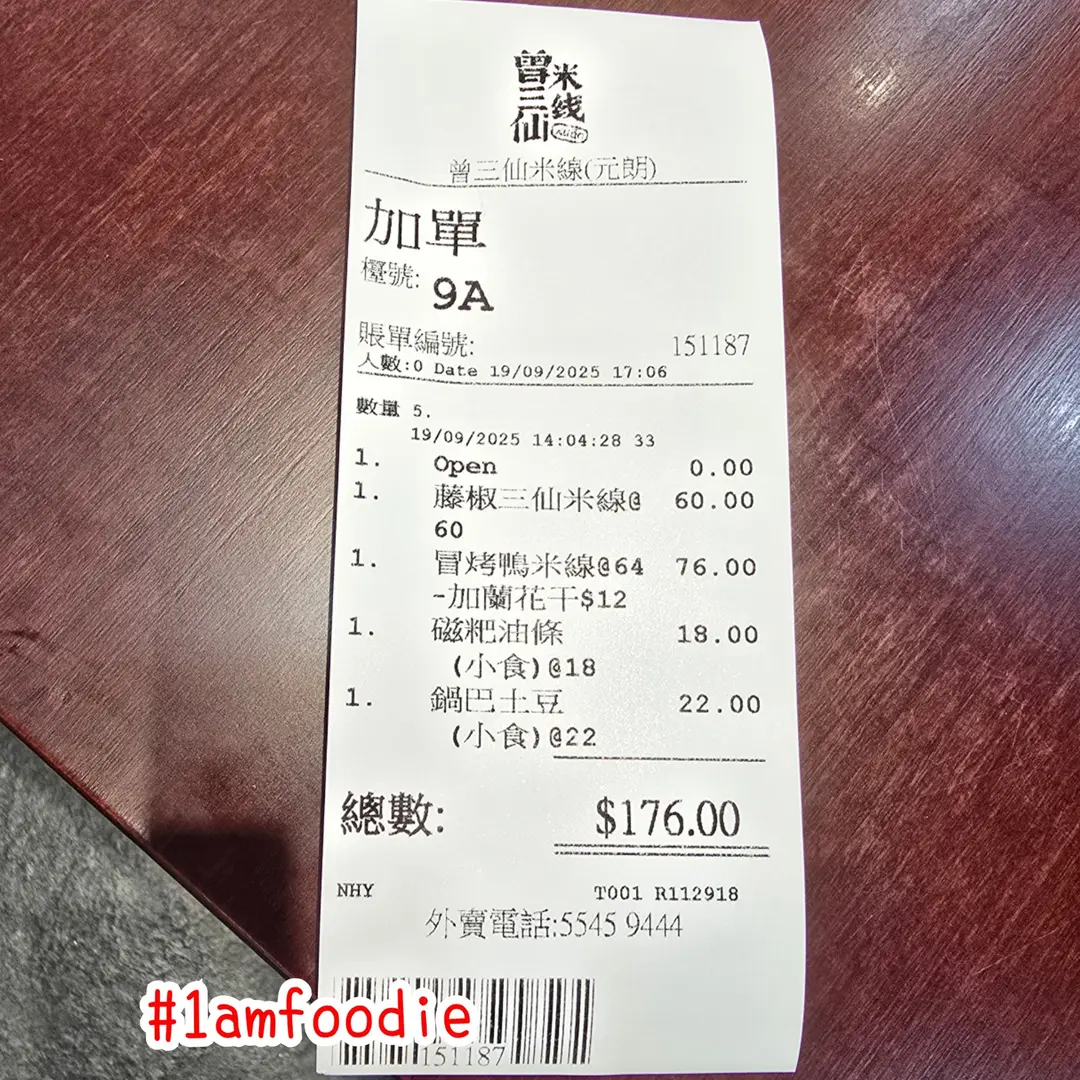 曾三仙
米线
曾三仙米線(元朗)
加單
檯號: 9A
賬單編號: 151187
人數:0 Date 19/09/2025 17:06
數量 5.
19/09/2025 14:04:28 33
1. Open 0.00
1. 藤椒三仙米線@ 60.00
60
1. 冒烤鴨米線@64 76.00
-加蘭花干$12
1. 磁粑油條 18.00
(小食)@18
1. 鍋巴土豆 22.00
(小食)@22
總數: $176.00
NHY T001 R112918
外賣電話:5545 9444
#1amfoodie
151187